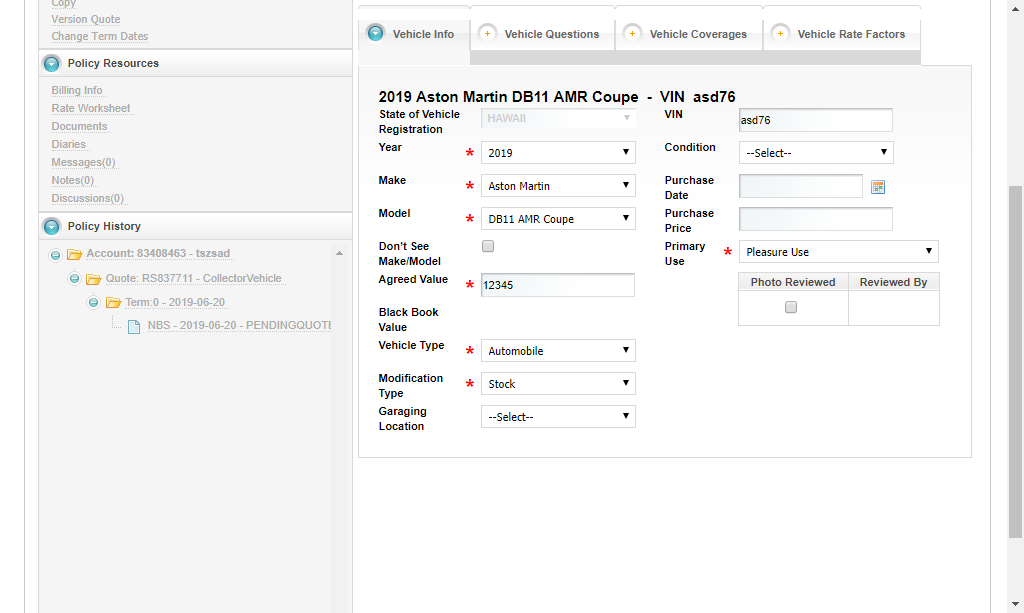 Copy
Version Quote
Change Term Dates
Policy Resources
Billing Info
Rate Worksheet
Documents
Diaries
Messages(0)
Notes(0)
Discussions(0)
Policy History
Account: 83408463 - tszsad
Quote: RS837711 - CollectorVehicle
Term:0 - 2019-06-20
NBS - 2019-06-20 - PENDINGQUOTE
Vehicle Info
Vehicle Questions
Vehicle Coverages
Vehicle Rate Factors
2019 Aston Martin DB11 AMR Coupe - VIN asd76
State of Vehicle
Registration
HAWAII
Year
* 2019
Make
* Aston Martin
Model
* DB11 AMR Coupe
Don't See
Make/Model
Agreed Value
* 12345
Black Book
Value
Vehicle Type
* Automobile
Modification
Type
* Stock
Garaging
Location
--Select--
VIN
asd76
Condition
--Select--
Purchase
Date
Purchase
Price
Primary
Use
* Pleasure Use
Photo Reviewed
Reviewed By